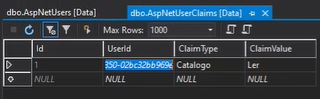 dbo.AspNetUsers [Data] dbo.AspNetUserClaims [Data]
Max Rows: 1000
Id UserId ClaimType ClaimValue
1 350-02bc32bb969e Catalogo Ler
NULL NULL NULL NULL